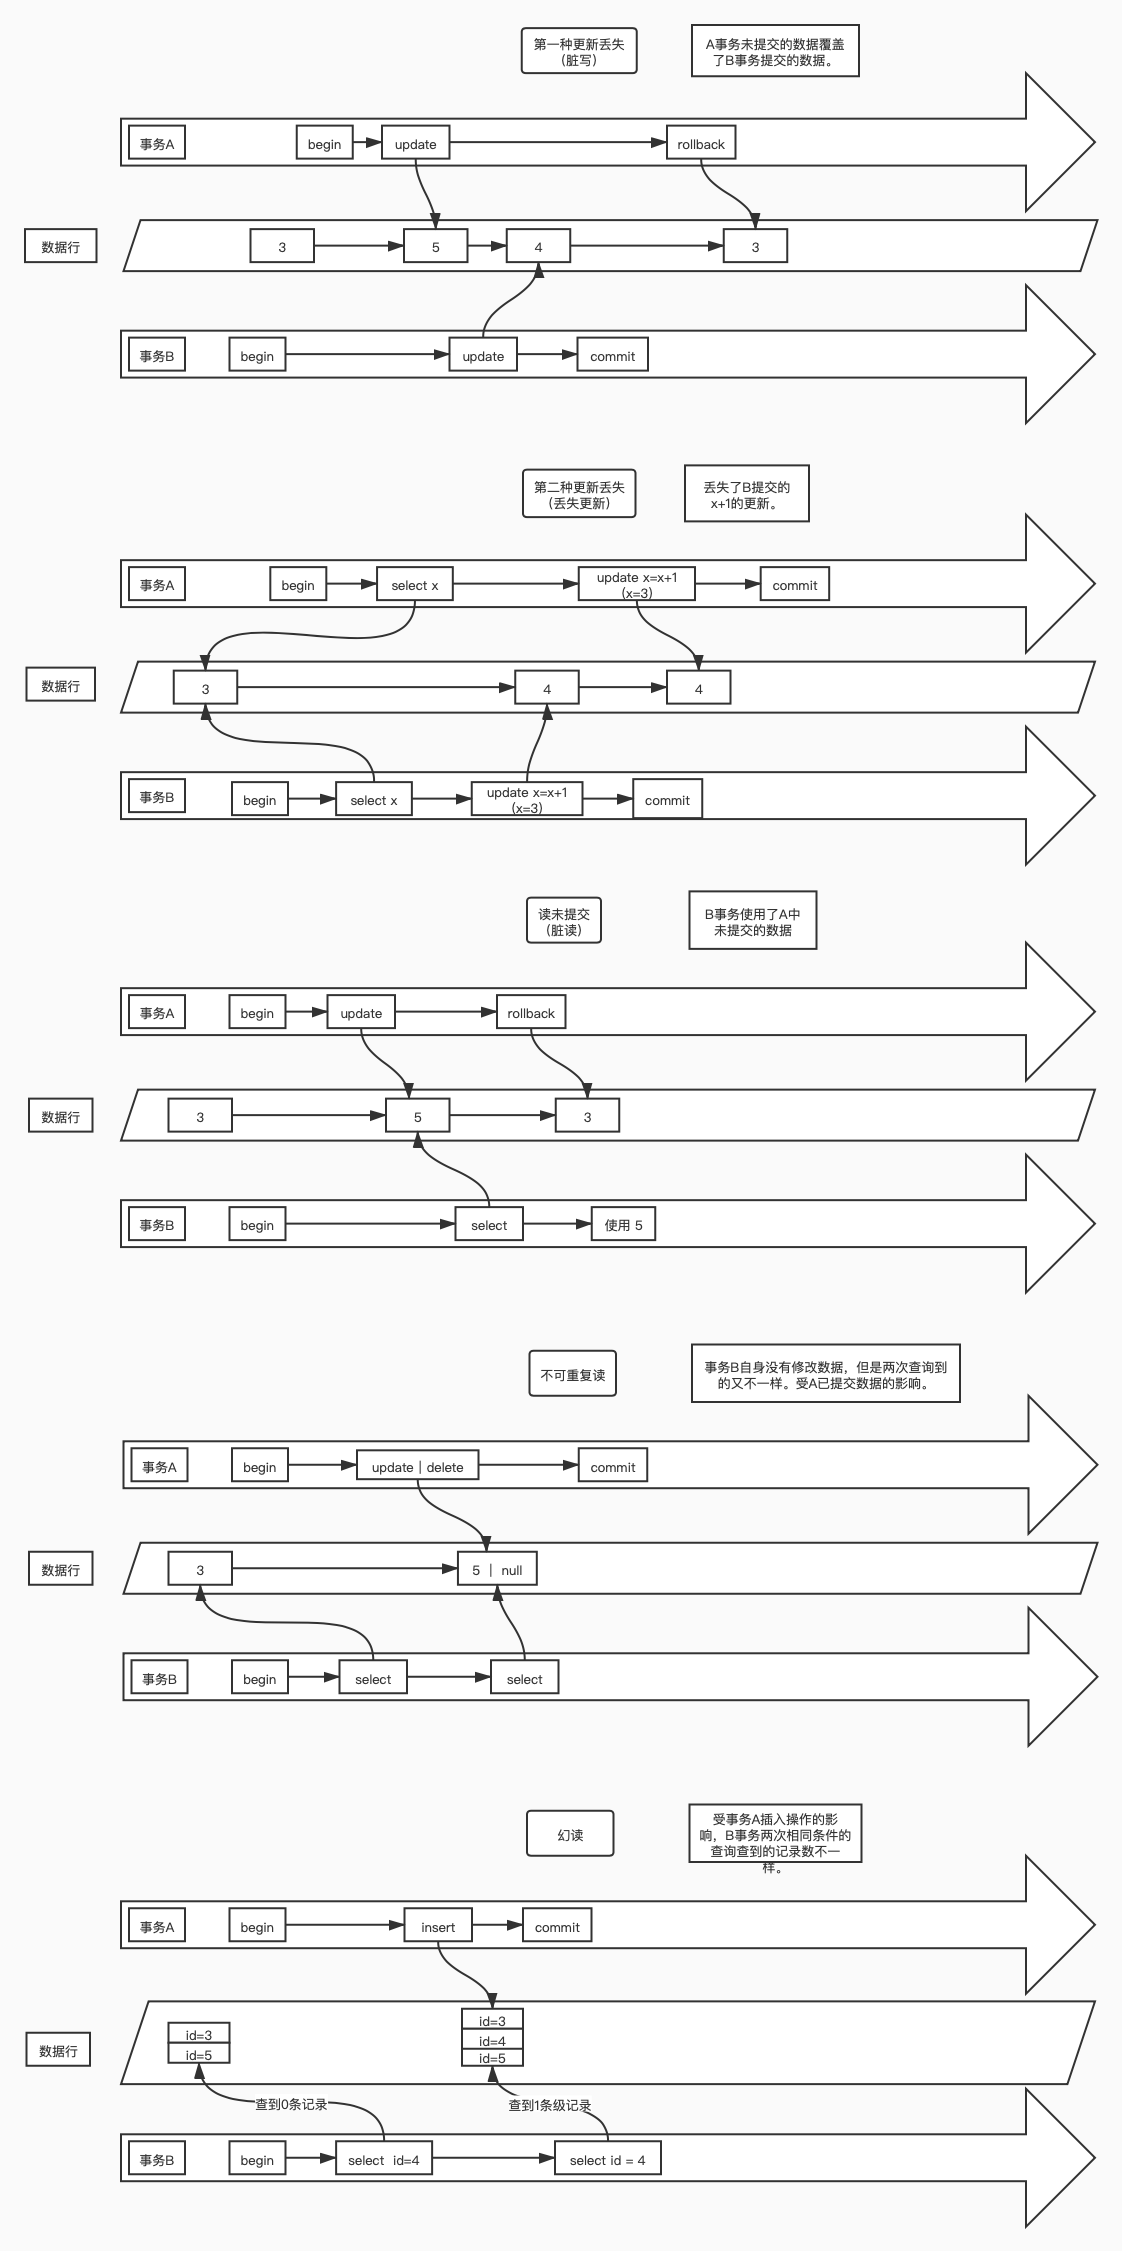 第一种更新丢失
(脏写)
A事务未提交的数据覆盖
了B事务提交的数据。
事务A
begin
update
rollback
数据行
3
5
4
3
事务B
begin
update
commit
第二种更新丢失
(丢失更新)
丢失了B提交的
x+1的更新。
事务A
begin
select x
update x=x+1
(x=3)
commit
数据行
3
4
4
事务B
begin
select x
update x=x+1
(x=3)
commit
读未提交
(脏读)
B事务使用了A中
未提交的数据
事务A
begin
update
rollback
数据行
3
5
3
事务B
begin
select
使用 5
不可重复读
事务B自身没有修改数据，但是两次查询到
的又不一样。受A已提交数据的影响。
事务A
begin
update | delete
commit
数据行
3
5 | null
事务B
begin
select
select
幻读
受事务A插入操作的影
响，B事务两次相同条件的
查询查到的记录数不一
样。
事务A
begin
insert
commit
数据行
id=3
id=5
id=3
id=4
id=5
查到0条记录
查到1条级记录
事务B
begin
select id=4
select id = 4